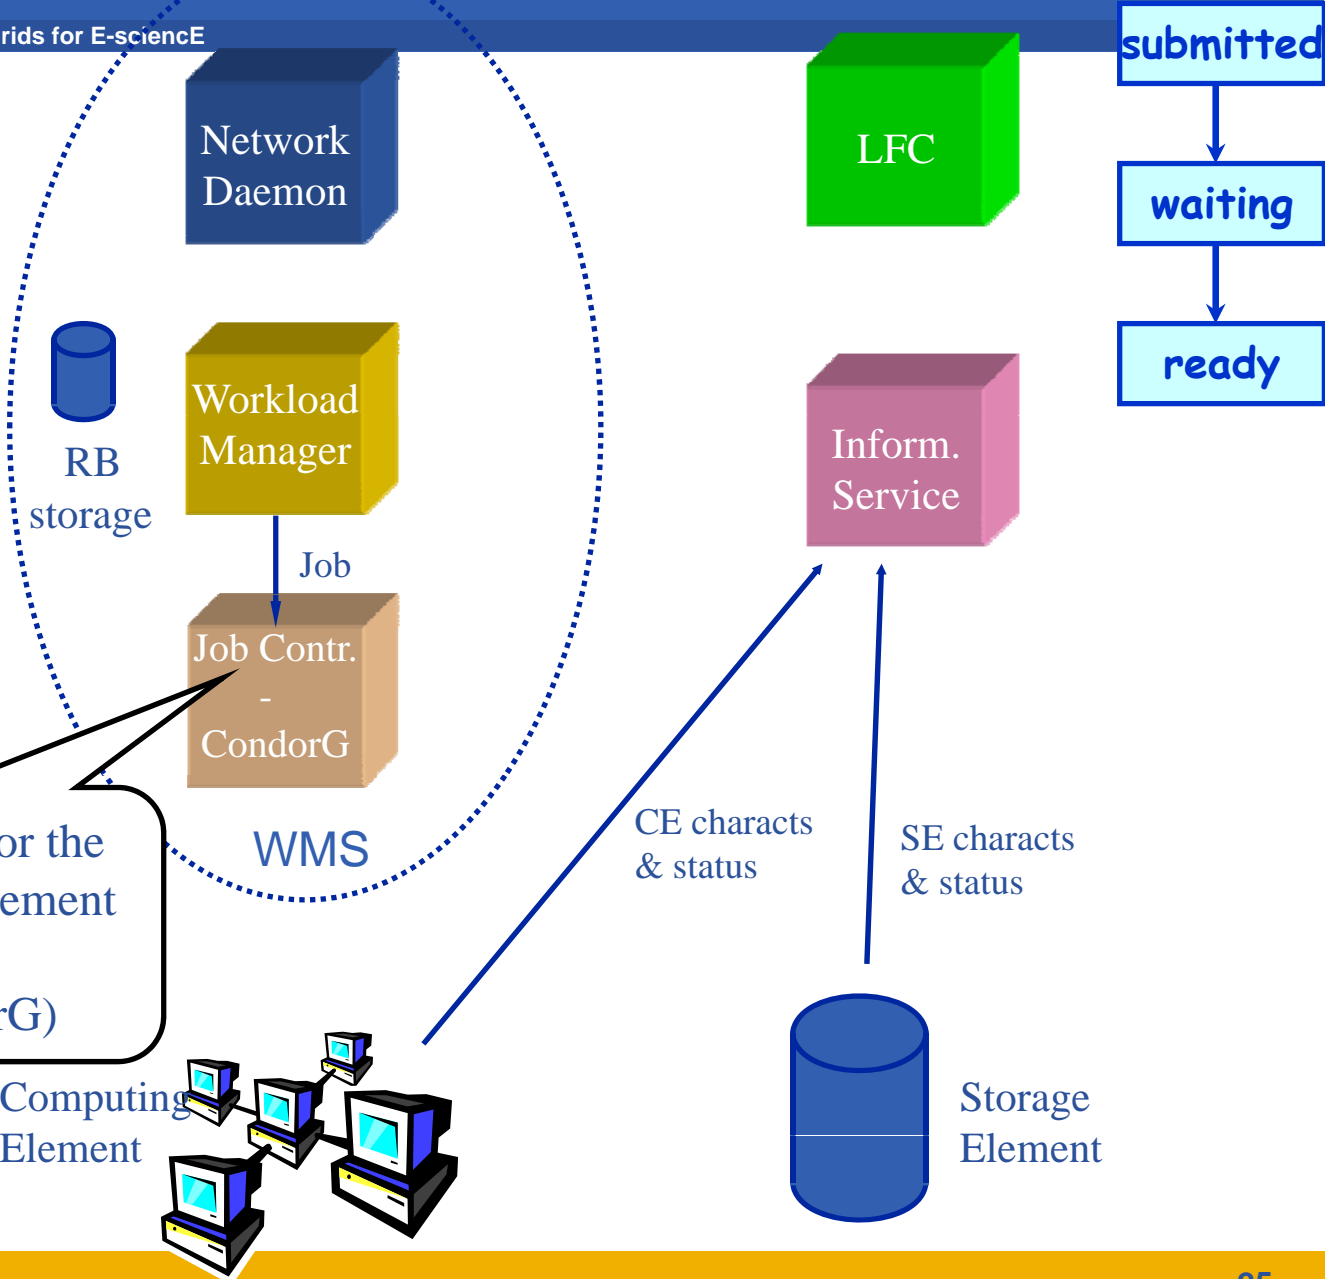 rids for E-sciencE
submitted
Network
Daemon
LFC
waiting
ready
Workload
Manager
Inform.
Service
RB
storage
Job
Job Contr.
-
CondorG
CE characts
& status
SE characts
& status
WMS
or the
ement
rG)
Computing
Element
Storage
Element